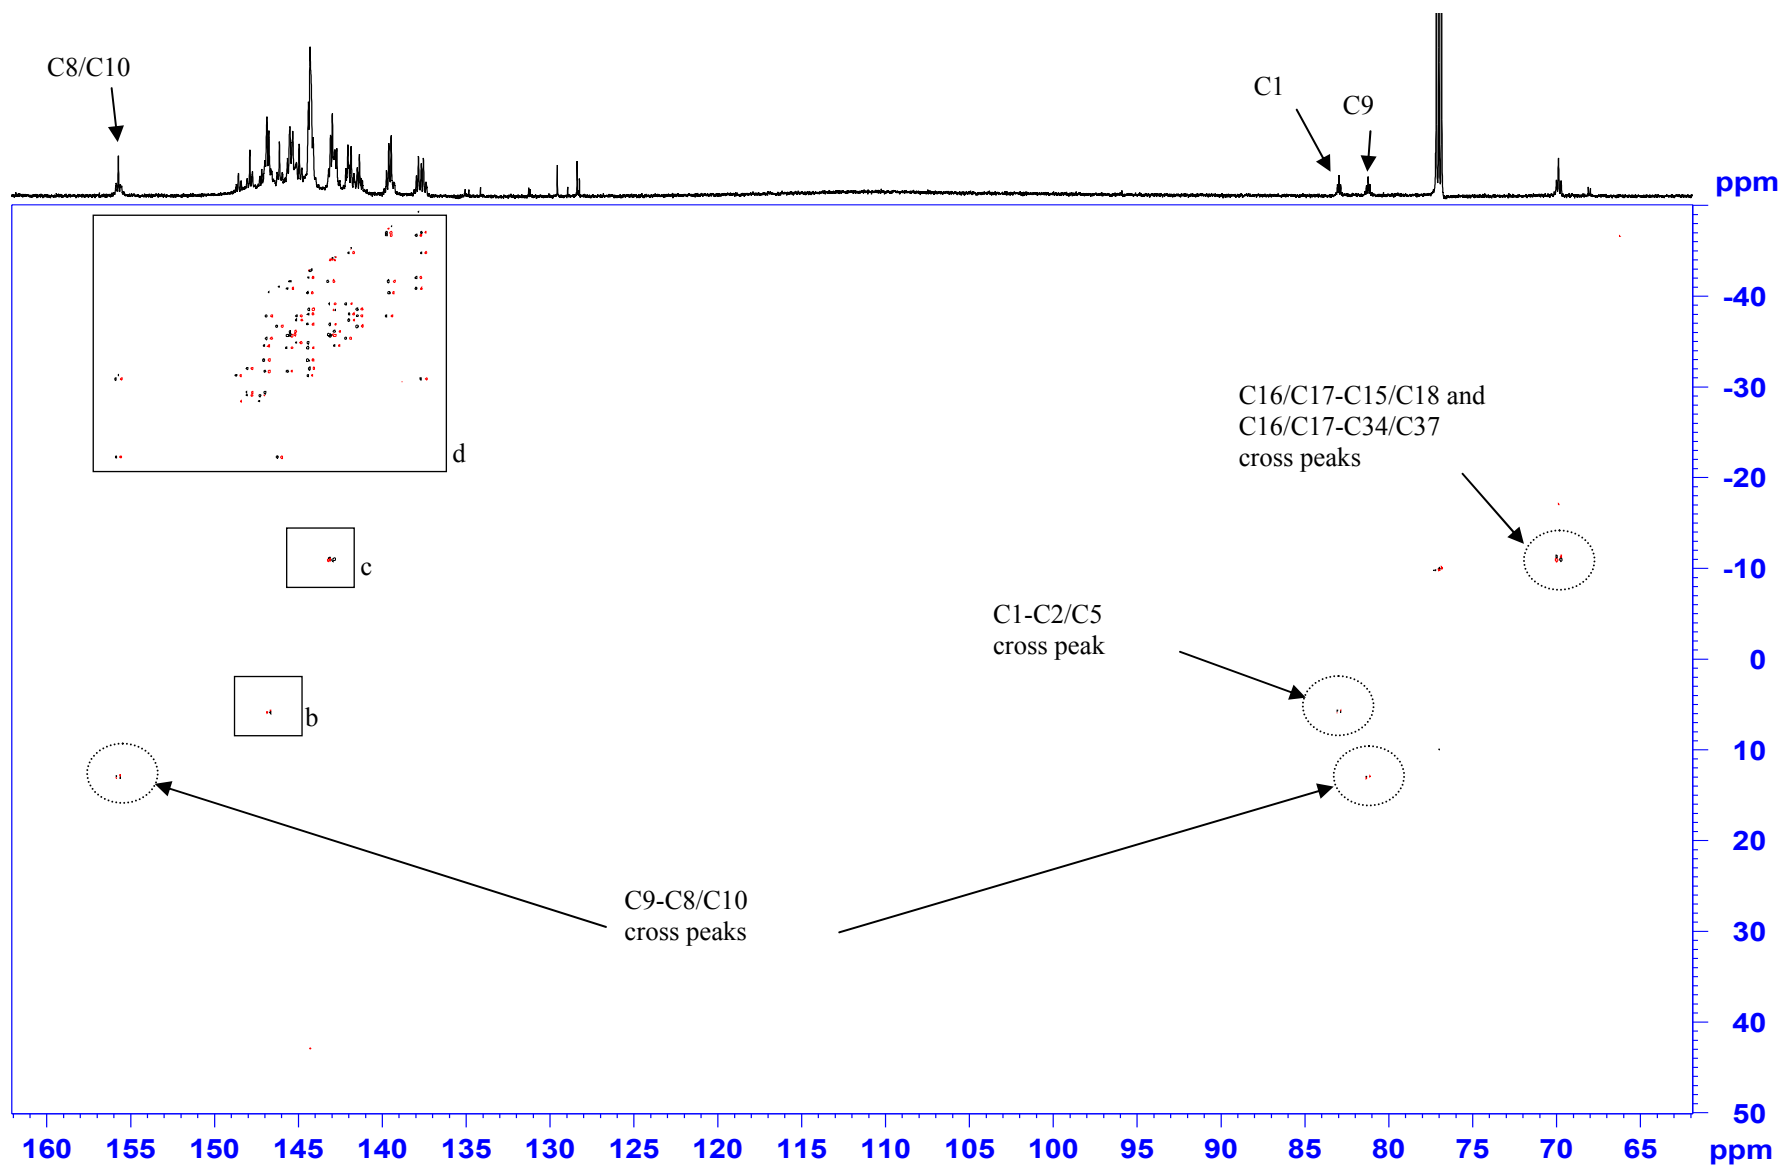 C8/C10
C1
C9
ppm
-40
-30
C16/C17-C15/C18 and
C16/C17-C34/C37
cross peaks
d
-20
c
-10
C1-C2/C5
cross peak
0
b
10
20
C9-C8/C10
cross peaks
30
40
50
160 155 150 145 140 135 130 125 120 115 110 105 100 95 90 85 80 75 70 65 ppm